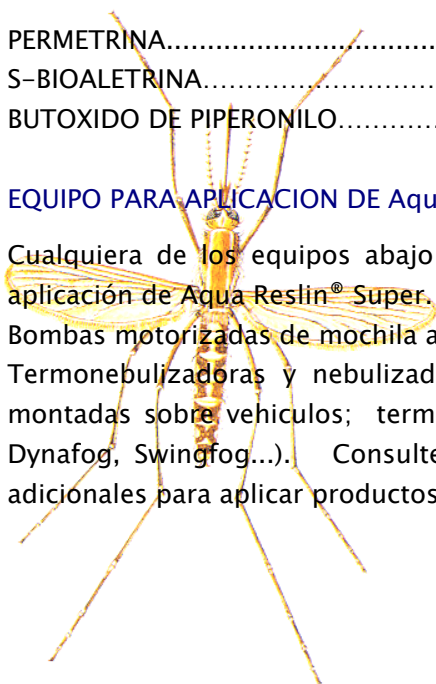 PERMETRINA.......................................
S-BIOALETRINA..............................
BUTOXIDO DE PIPERONILO............
EQUIPO PARA APLICACION DE Aqu
Cualquiera de los equipos abajo
aplicación de Aqua Reslin® Super.
Bombas motorizadas de mochila a
Termonebulizadoras y nebulizad
montadas sobre vehiculos; term
Dynafog, Swingfog...). Consulte
adicionales para aplicar productos